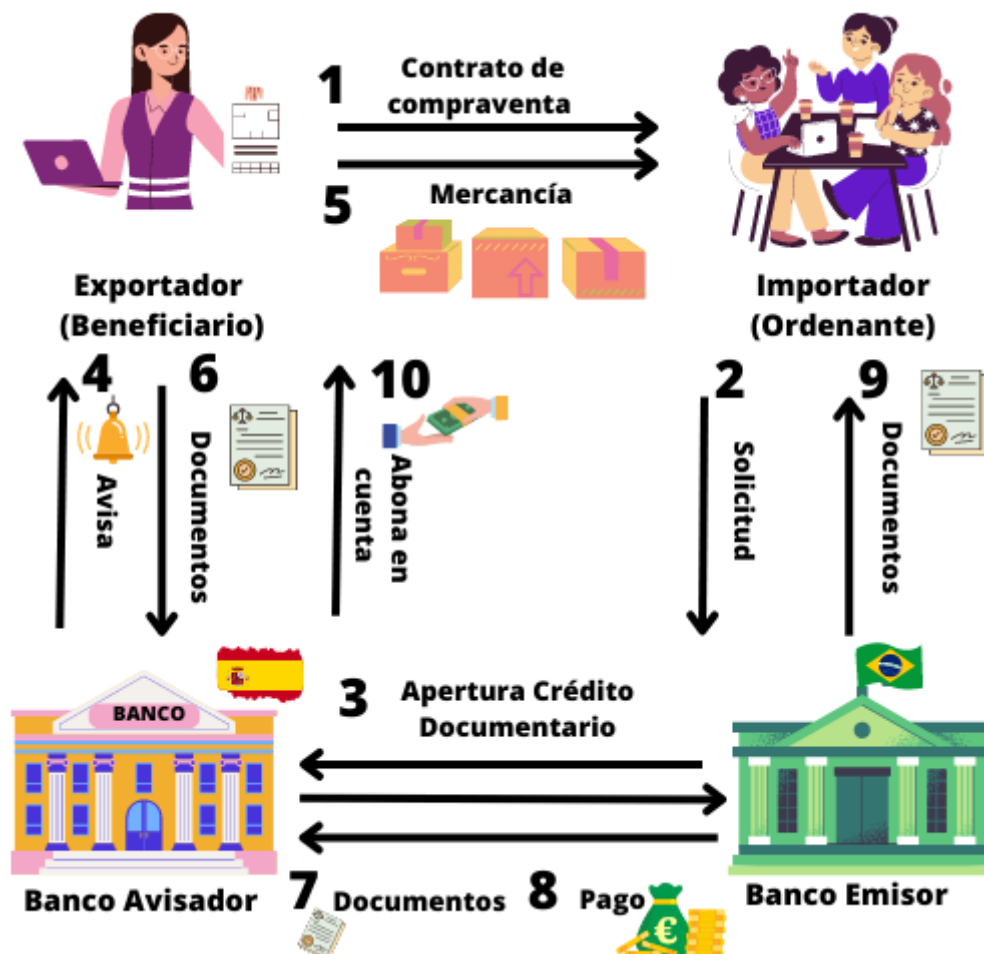 1
Contrato de
compraventa
5
Mercancía
Exportador
(Beneficiario)
Importador
(Ordenante)
4
Avisa
6
Documentos
10
Abona en
cuenta
2
Solicitud
9
Documentos
BANCO
3
Apertura Crédito
Documentario
Banco Avisador
7
Documentos
8
Pago
€
Banco Emisor